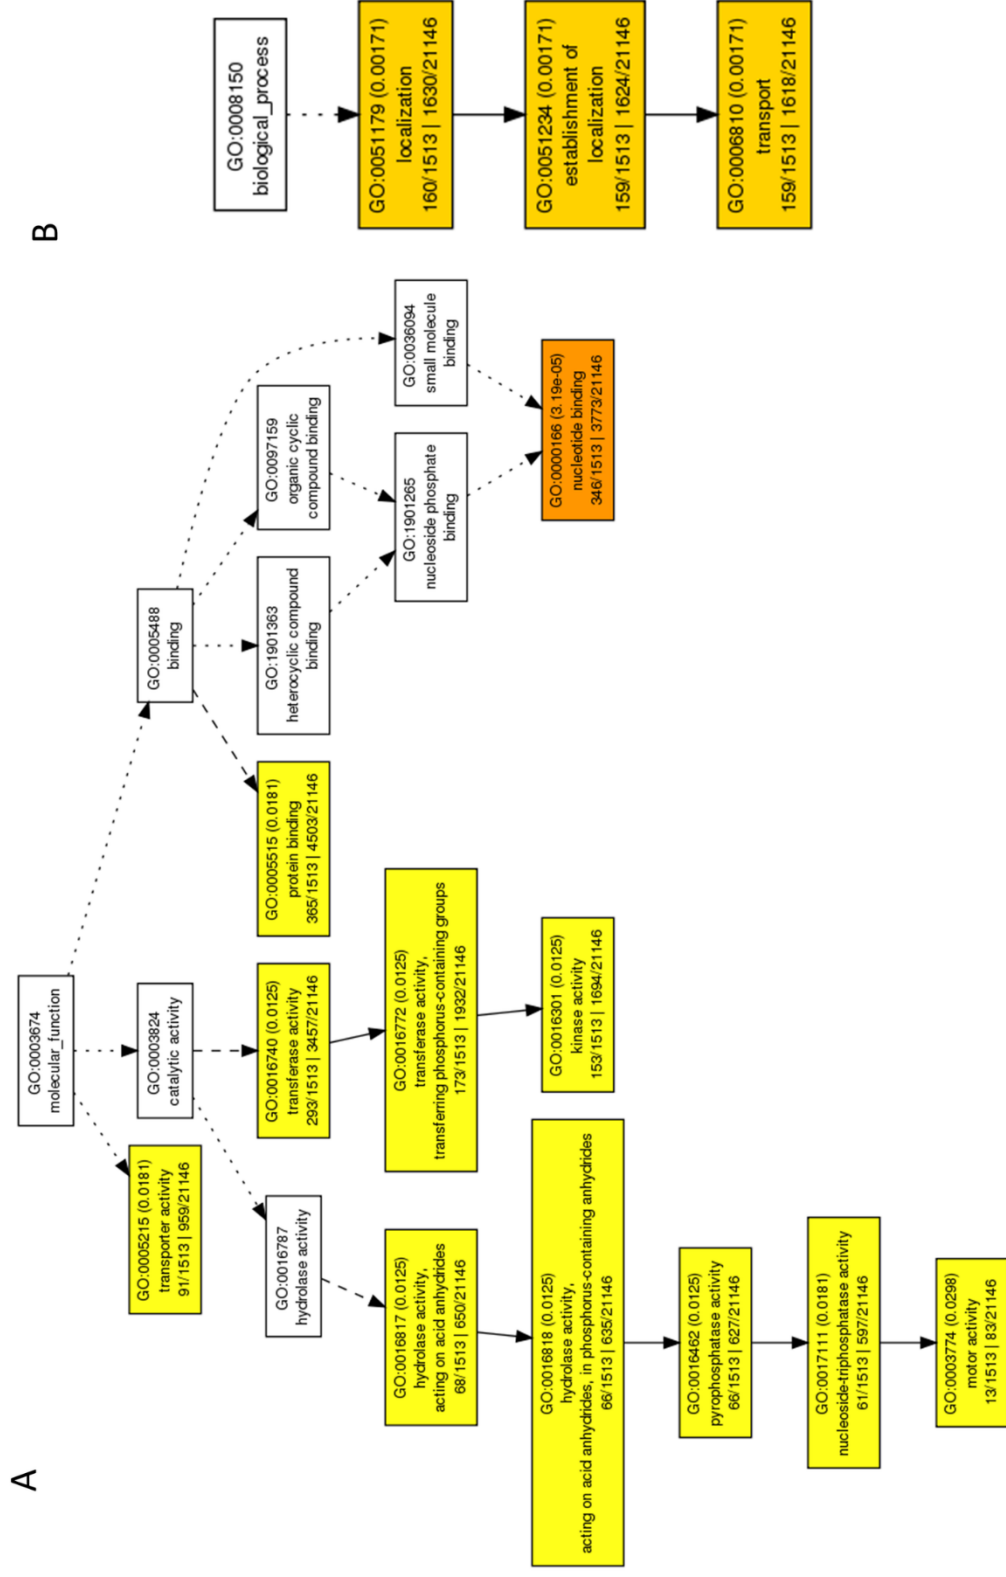 A
GO:0003674
molecular_function
GO:0005215 (0.0181)
transporter activity
91/1513 | 959/21146
GO:0003824
catalytic activity
GO:0005488
binding
GO:0016787
hydrolase activity
GO:0016740 (0.0125)
transferase activity
293/1513 | 3457/21146
GO:0005515 (0.0181)
protein binding
365/1513 | 4503/21146
GO:1901363
heterocyclic compound
binding
GO:0097159
organic cyclic
compound binding
GO:0016817 (0.0125)
hydrolase activity,
acting on acid anhydrides
68/1513 | 650/21146
GO:0016772 (0.0125)
transferase activity,
transferring phosphorus-containing groups
173/1513 | 1932/21146
GO:1901265
nucleoside phosphate
binding
GO:0036094
small molecule
binding
GO:0016818 (0.0125)
hydrolase activity,
acting on acid anhydrides, in phosphorus-containing anhydrides
66/1513 | 635/21146
GO:0016301 (0.0125)
kinase activity
153/1513 | 1694/21146
GO:0000166 (3.19e-05)
nucleotide binding
346/1513 | 3773/21146
GO:0016462 (0.0125)
pyrophosphatase activity
66/1513 | 627/21146
GO:0017111 (0.0181)
nucleoside-triphosphatase activity
61/1513 | 597/21146
GO:0003774 (0.0298)
motor activity
13/1513 | 83/21146
B
GO:0008150
biological_process
GO:0051179 (0.00171)
localization
160/1513 | 1630/21146
GO:0051234 (0.00171)
establishment of
localization
159/1513 | 1624/21146
GO:0006810 (0.00171)
transport
159/1513 | 1618/21146